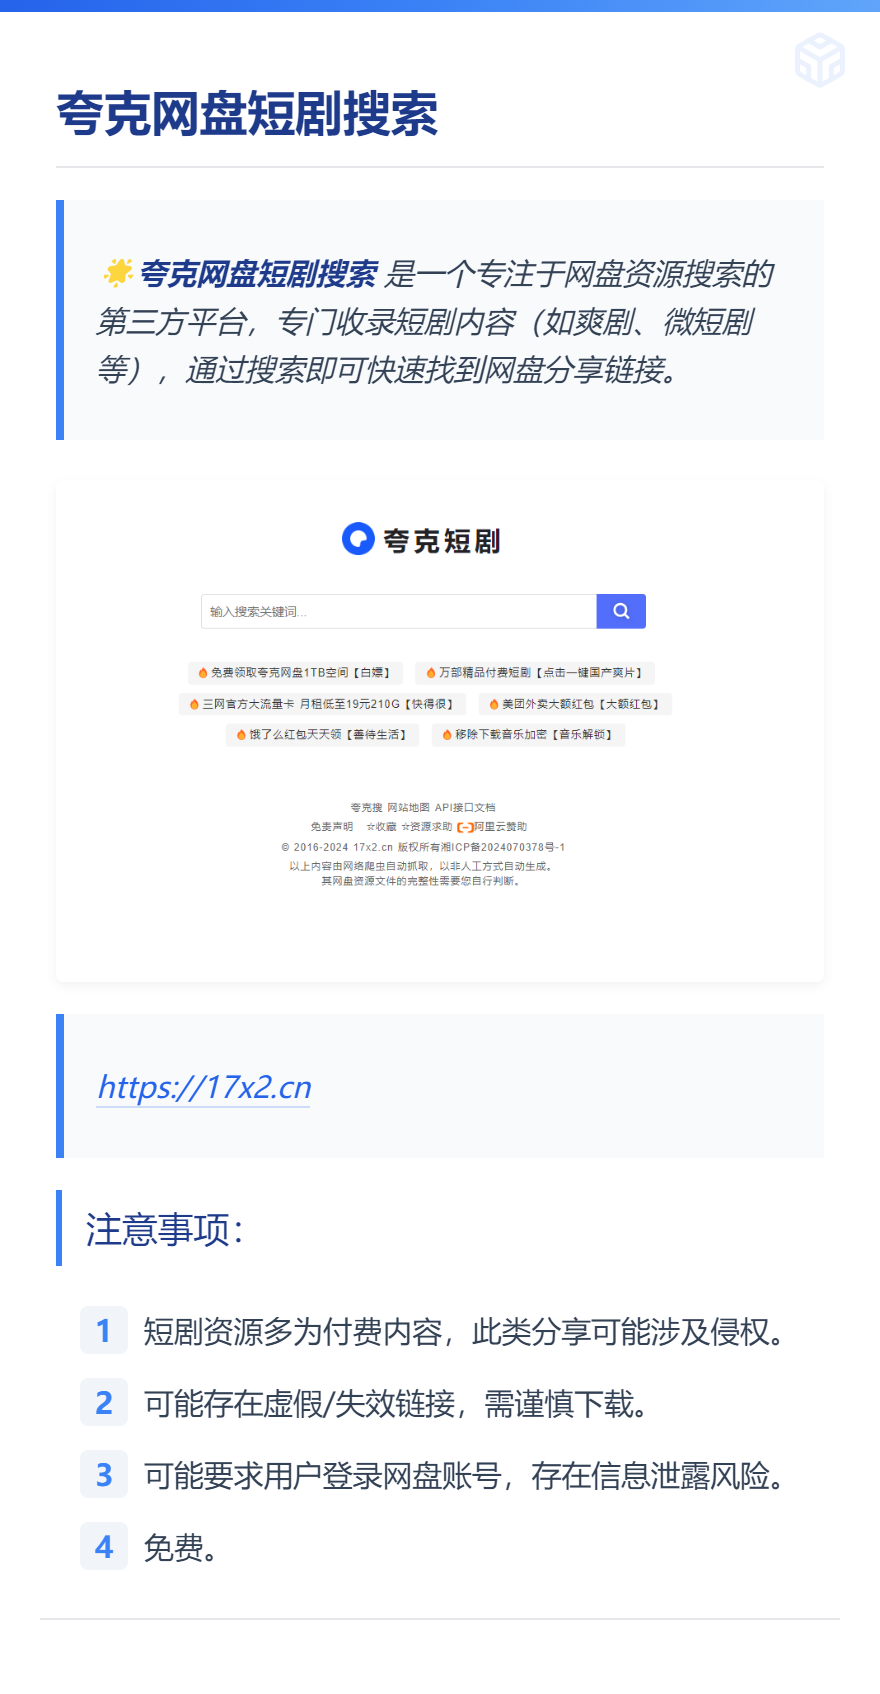 夸克网盘短剧搜索
🌟夸克网盘短剧搜索 是一个专注于网盘资源搜索的
第三方平台，专门收录短剧内容（如爽剧、微短剧
等），通过搜索即可快速找到网盘分享链接。
夸克短剧
输入搜索关键词...
🔥免费领取夸克网盘1TB空间【白嫖】 🔥万部精品付费短剧【点击一键国产爽片】
🔥三网官方大流量卡 月租低至19元210G【快得很】 🔥美团外卖大额红包【大额红包】
🔥饿了么红包天天领【善待生活】 🔥移除下载音乐加密【音乐解锁】
夸克搜 网站地图 API接口文档
免责声明 ☆收藏 ☆资源求助 阿里云赞助
© 2016-2024 17x2.cn 版权所有湘ICP备2024070378号-1
以上内容由网络爬虫自动抓取，以非人工方式自动生成。
其网盘资源文件的完整性需要您自行判断。
https://17x2.cn
注意事项：
1 短剧资源多为付费内容，此类分享可能涉及侵权。
2 可能存在虚假/失效链接，需谨慎下载。
3 可能要求用户登录网盘账号，存在信息泄露风险。
4 免费。